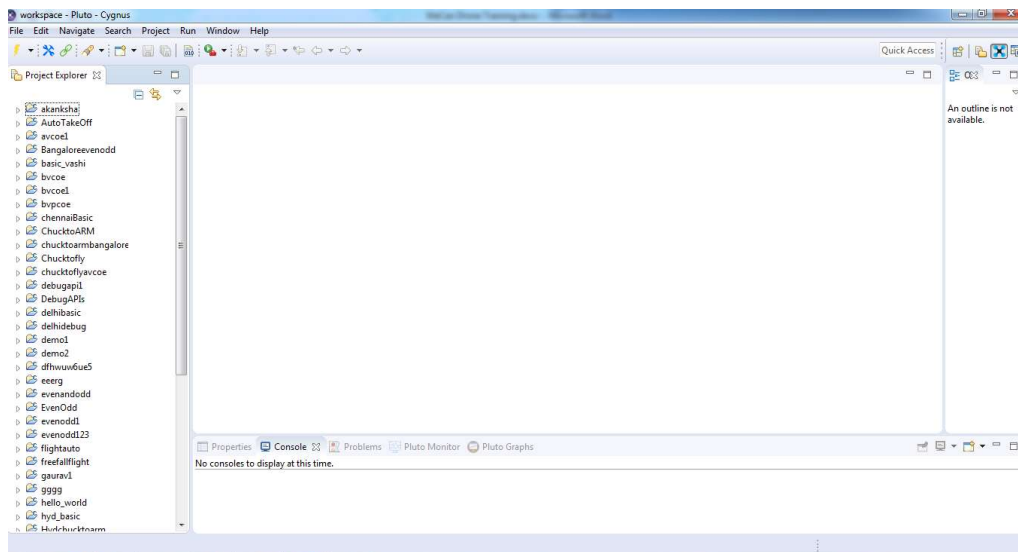 workspace - Pluto - Cygnus
File Edit Navigate Search Project Run Window Help
Quick Access
Project Explorer
akanksha
AutoTakeOff
avcoe1
Bangaloreevenodd
basic_vashi
bvcoe
bvcoe1
bvpcoe
chennaiBasic
ChucktoARM
chucktoarmbangalore
Chucktofly
chucktoflyavcoe
debugapi1
DebugAPIs
delhibasic
delhidebug
demo1
demo2
dfhwuw6ue5
eeerg
evenandodd
EvenOdd
evenodd1
evenodd123
flightauto
freefallflight
gaurav1
gggg
hello_world
hyd_basic
Hydchucktoarm
An outline is not
available.
Properties Console Problems Pluto Monitor Pluto Graphs
No consoles to display at this time.